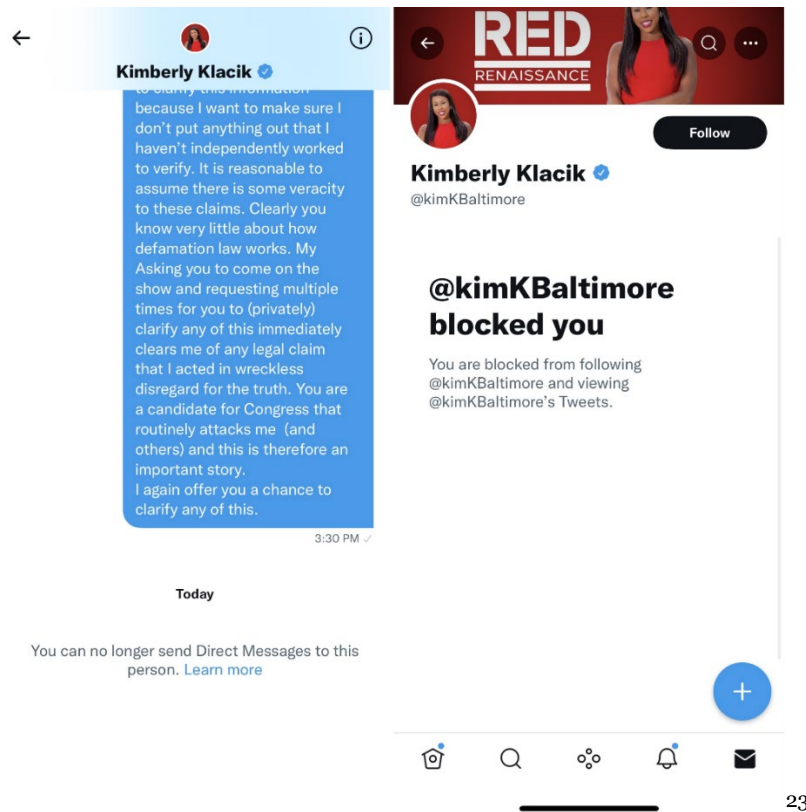 Kimberly Klacik
to clarify this information
because I want to make sure I
don't put anything out that I
haven't independently worked
to verify. It is reasonable to
assume there is some veracity
to these claims. Clearly you
know very little about how
defamation law works. My
Asking you to come on the
show and requesting multiple
times for you to (privately)
clarify any of this immediately
clears me of any legal claim
that I acted in wreckless
disregard for the truth. You are
a candidate for Congress that
routinely attacks me (and
others) and this is therefore an
important story.
I again offer you a chance to
clarify any of this.
3:30 PM
Today
You can no longer send Direct Messages to this
person. Learn more
RED
RENAISSANCE
Follow
Kimberly Klacik
@kimKBaltimore
@kimKBaltimore
blocked you
You are blocked from following
@kimKBaltimore and viewing
@kimKBaltimore's Tweets.
23